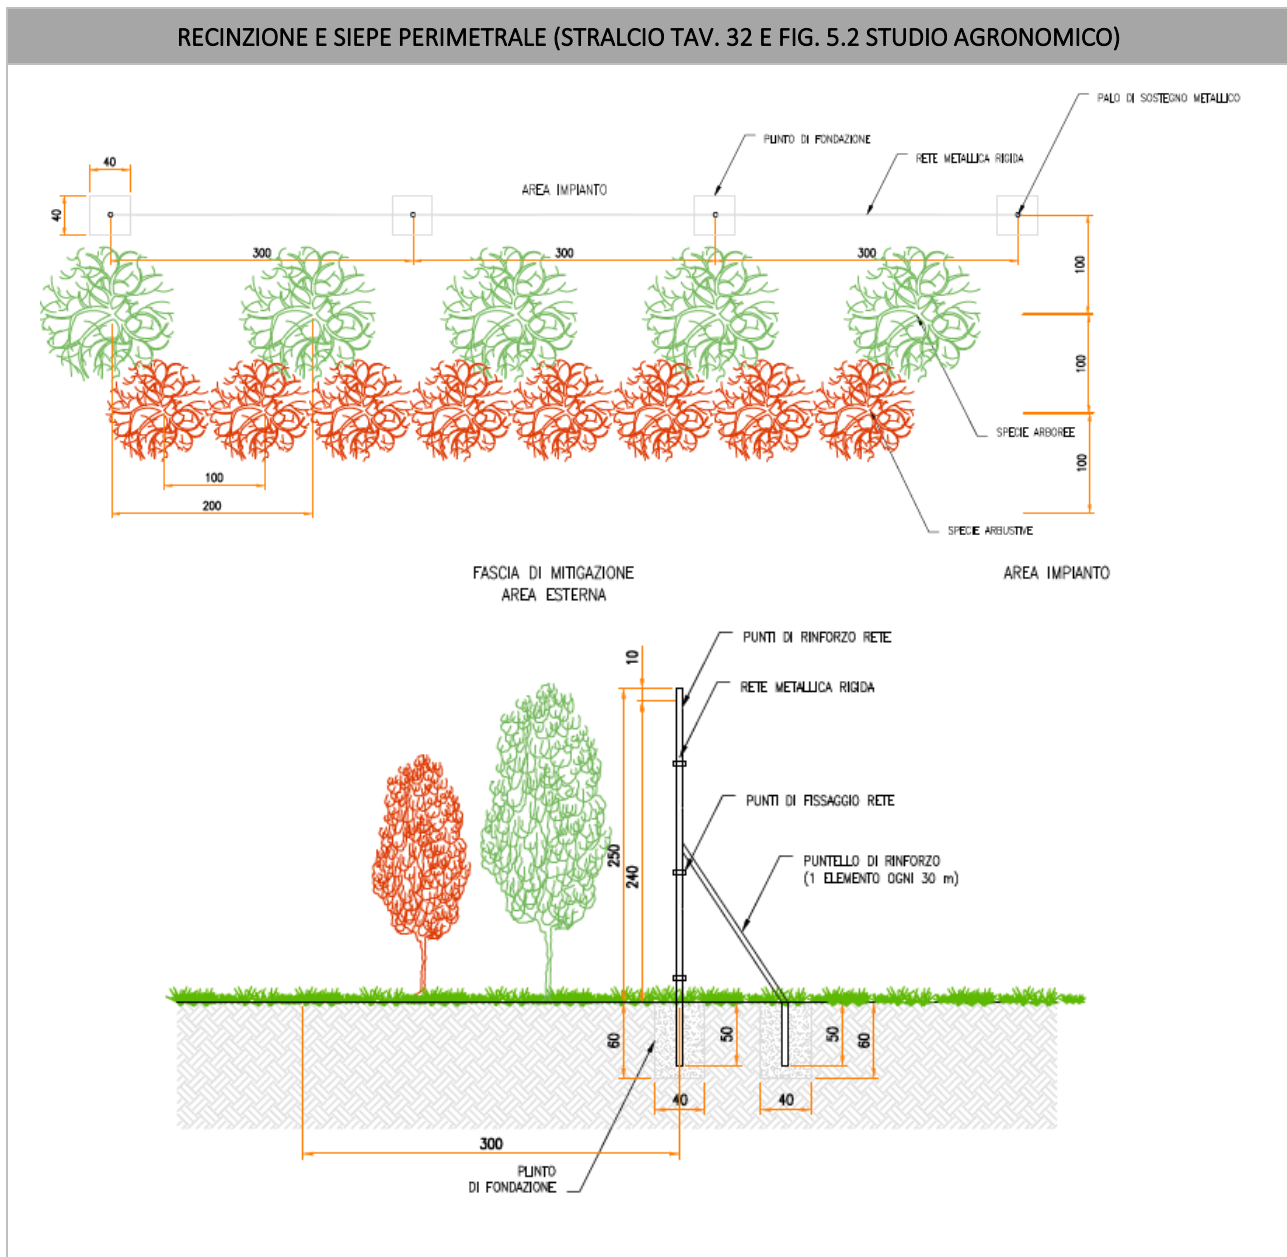 RECINZIONE E SIEPE PERIMETRALE (STRALCIO TAV. 32 E FIG. 5.2 STUDIO AGRONOMICO)
PALO DI SOSTEGNO METALLICO
PUNTO DI FONDAZIONE
RETE METALLICA RIGIDA
40
AREA IMPIANTO
40
300
300
300
100
100
100
SPECIE ARBOREE
100
200
SPECIE ARBUSTIVE
FASCIA DI MITIGAZIONE
AREA ESTERNA
AREA IMPIANTO
PUNTI DI RINFORZO RETE
10
RETE METALLICA RIGIDA
PUNTI DI FISSAGGIO RETE
250
240
PUNTELLO DI RINFORZO
(1 ELEMENTO OGNI 30 m)
60
50
50
60
40
40
300
PUNTO
DI FONDAZIONE